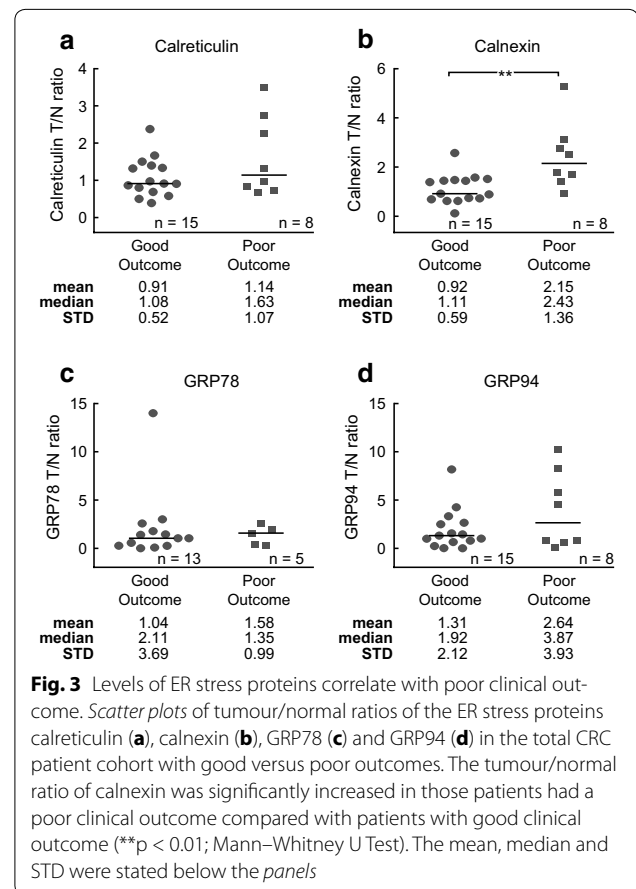 a
Calreticulin
Calreticulin T/N ratio
4
3
2
1
0
n = 15
n = 8
Good Outcome
Poor Outcome
mean 0.91 1.14
median 1.08 1.63
STD 0.52 1.07
b
Calnexin
Calnexin T/N ratio
6
4
2
0
**
n = 15
n = 8
Good Outcome
Poor Outcome
mean 0.92 2.15
median 1.11 2.43
STD 0.59 1.36
c
GRP78
GRP78 T/N ratio
15
10
5
0
n = 13
n = 5
Good Outcome
Poor Outcome
mean 1.04 1.58
median 2.11 1.35
STD 3.69 0.99
d
GRP94
GRP94 T/N ratio
15
10
5
0
n = 15
n = 8
Good Outcome
Poor Outcome
mean 1.31 2.64
median 1.92 3.87
STD 2.12 3.93
Fig. 3 Levels of ER stress proteins correlate with poor clinical out-
come. Scatter plots of tumour/normal ratios of the ER stress proteins
calreticulin (a), calnexin (b), GRP78 (c) and GRP94 (d) in the total CRC
patient cohort with good versus poor outcomes. The tumour/normal
ratio of calnexin was significantly increased in those patients had a
poor clinical outcome compared with patients with good clinical
outcome (**p < 0.01; Mann–Whitney U Test). The mean, median and
STD were stated below the panels